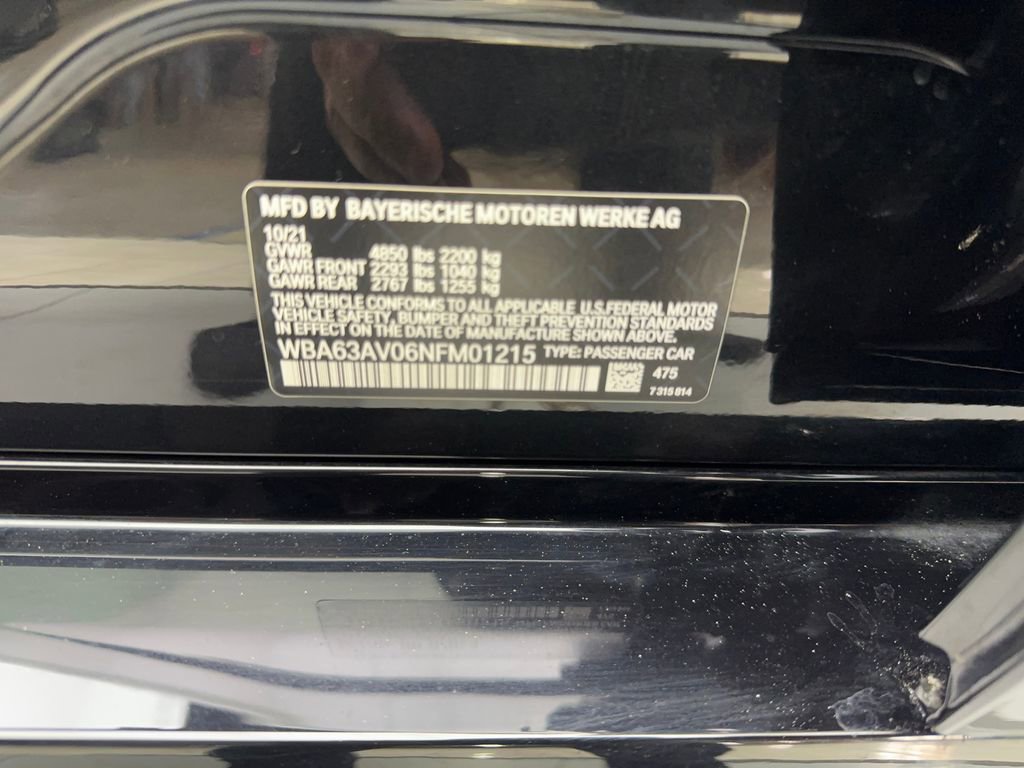 MFD BY BAYERISCHE MOTOREN WERKE AG
10/21
GVWR 4850 lbs 2200 kg
GAWR FRONT 2293 lbs 1040 kg
GAWR REAR 2767 lbs 1255 kg
THIS VEHICLE CONFORMS TO ALL APPLICABLE U.S.FEDERAL MOTOR
VEHICLE SAFETY, BUMPER AND THEFT PREVENTION STANDARDS
IN EFFECT ON THE DATE OF MANUFACTURE SHOWN ABOVE.
WBA63AV06NFM01215 TYPE: PASSENGER CAR
475
7 315 814